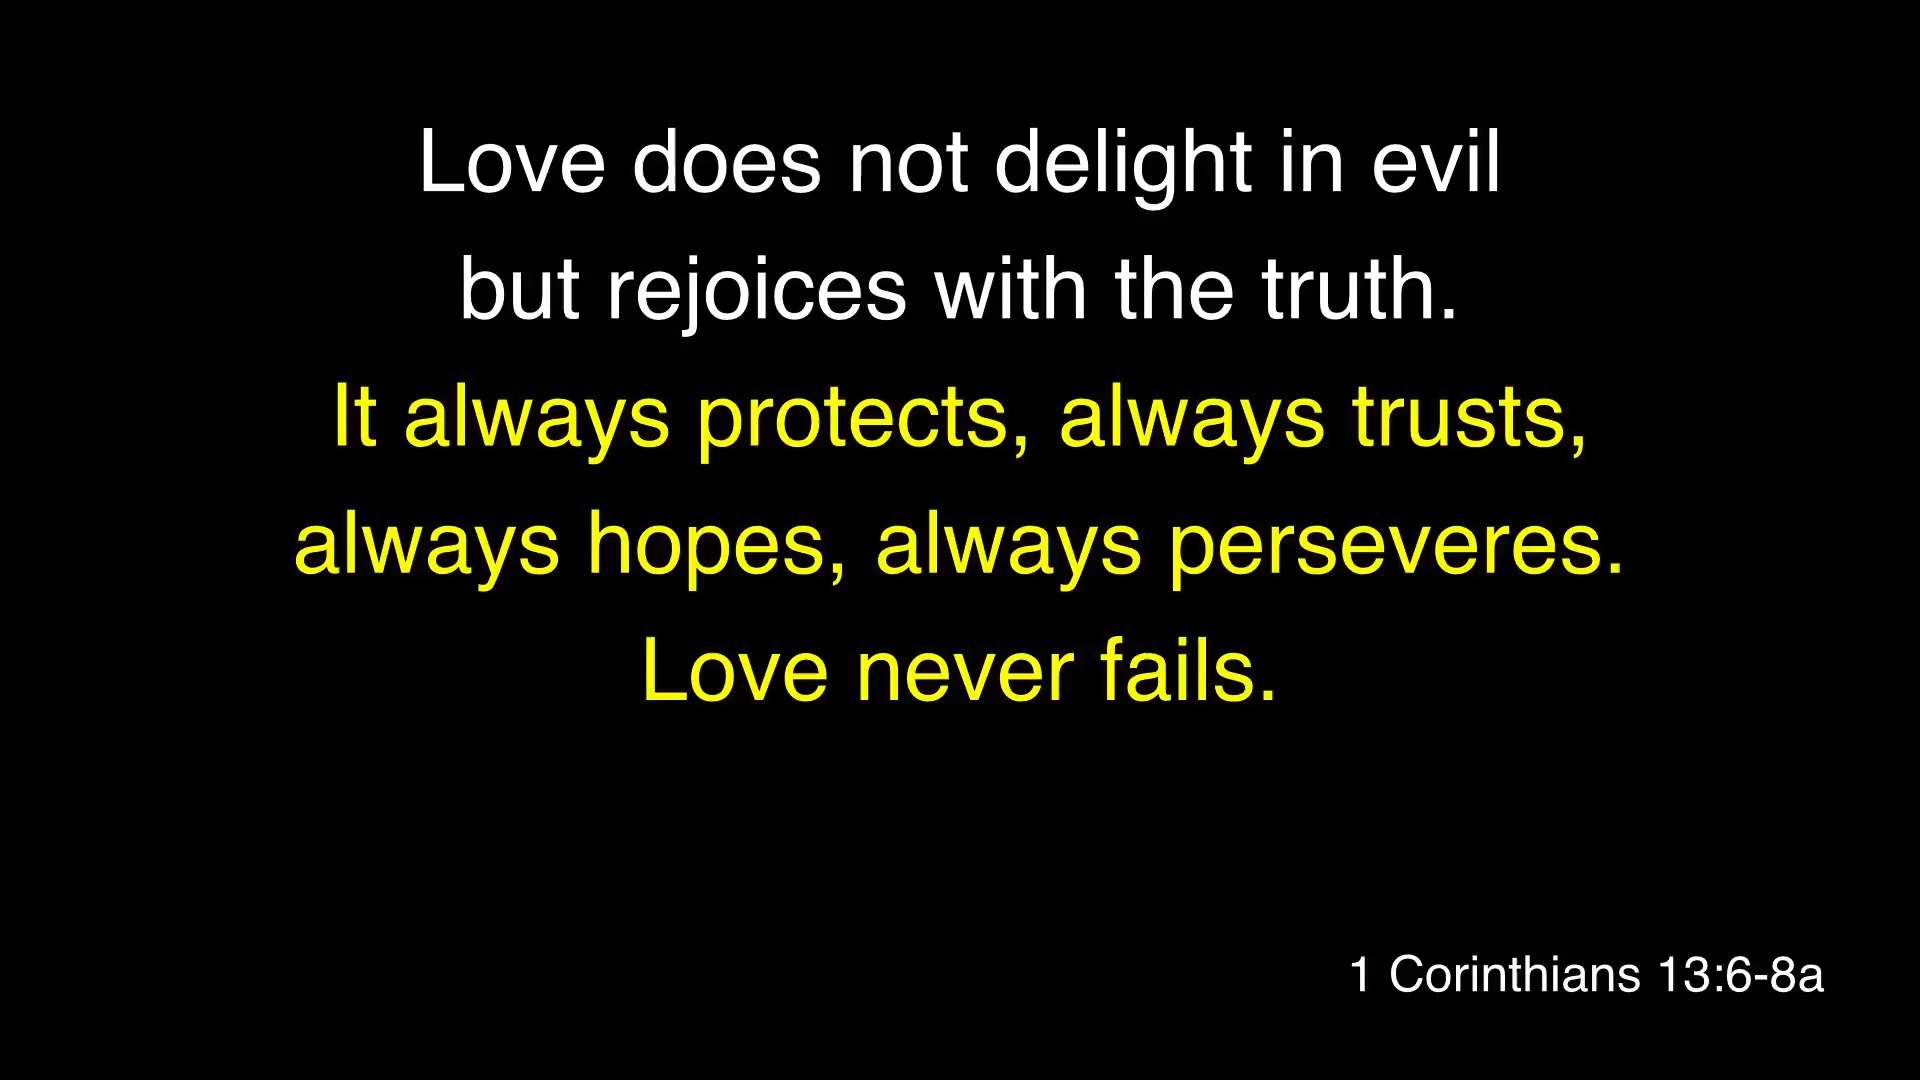 Love does not delight in evil
but rejoices with the truth.
It always protects, always trusts,
always hopes, always perseveres.
Love never fails.
1 Corinthians 13:6-8a